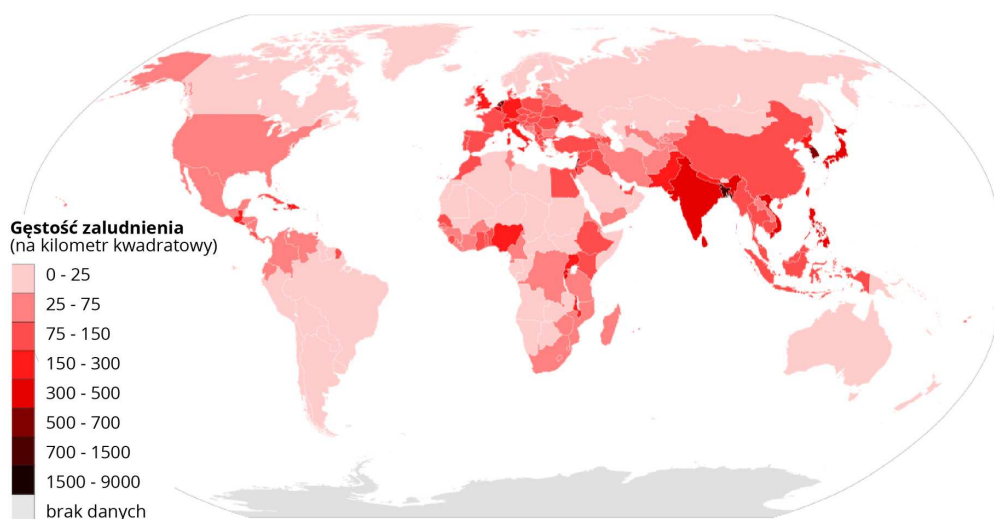 Gęstość zaludnienia
(na kilometr kwadratowy)
0 - 25
25 - 75
75 - 150
150 - 300
300 - 500
500 - 700
700 - 1500
1500 - 9000
brak danych